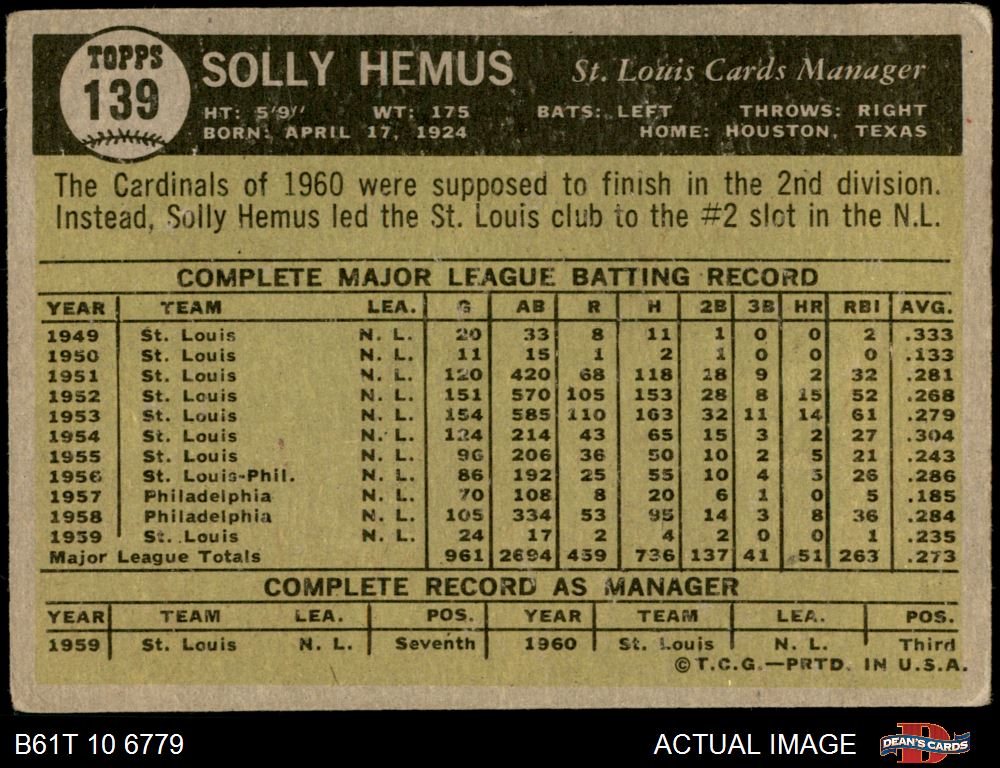 TOPPS
139
SOLLY HEMUS St. Louis Cards Manager
HT: 5'9" WT: 175 BATS: LEFT THROWS: RIGHT
BORN: APRIL 17, 1924 HOME: HOUSTON, TEXAS
The Cardinals of 1960 were supposed to finish in the 2nd division.
Instead, Solly Hemus led the St. Louis club to the #2 slot in the N.L.
COMPLETE MAJOR LEAGUE BATTING RECORD
YEAR TEAM LEA. G AB R H 2B 3B HR RBI AVG.
1949 St. Louis N. L. 20 33 8 11 1 0 0 2 .333
1950 St. Louis N. L. 11 15 1 2 1 0 0 0 .133
1951 St. Louis N. L. 120 420 68 118 18 9 2 32 .281
1952 St. Louis N. L. 151 570 105 153 28 8 15 52 .268
1953 St. Louis N. L. 154 585 110 163 32 11 14 61 .279
1954 St. Louis N. L. 124 214 43 65 15 3 2 27 .304
1955 St. Louis N. L. 96 206 36 50 10 2 5 21 .243
1956 St. Louis-Phil. N. L. 86 192 25 55 10 4 5 26 .286
1957 Philadelphia N. L. 70 108 8 20 6 1 0 5 .185
1958 Philadelphia N. L. 105 334 53 95 14 3 8 36 .284
1959 St. Louis N. L. 24 17 2 4 2 0 0 1 .235
Major League Totals 961 2694 459 736 137 41 51 263 .273
COMPLETE RECORD AS MANAGER
YEAR TEAM LEA. POS. YEAR TEAM LEA. POS.
1959 St. Louis N. L. Seventh 1960 St. Louis N. L. Third
©T.C.G.—PRTD. IN U.S.A.
B61T 10 6779 ACTUAL IMAGE DEAN'S CARDS